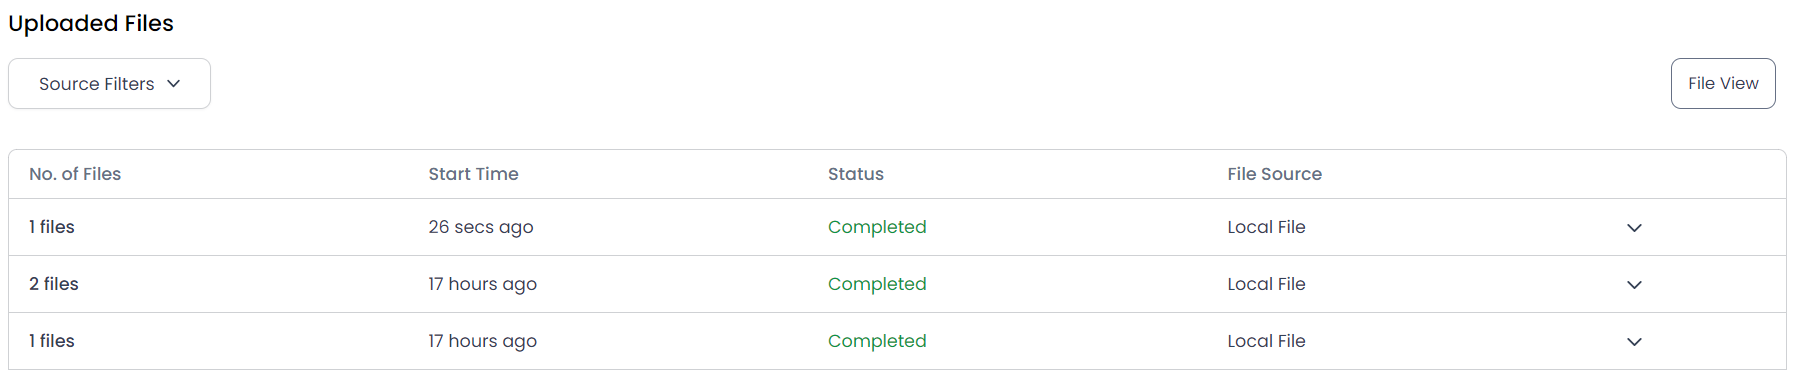 Uploaded Files
Source Filters
File View
No. of Files Start Time Status File Source
1 files 26 secs ago Completed Local File
2 files 17 hours ago Completed Local File
1 files 17 hours ago Completed Local File